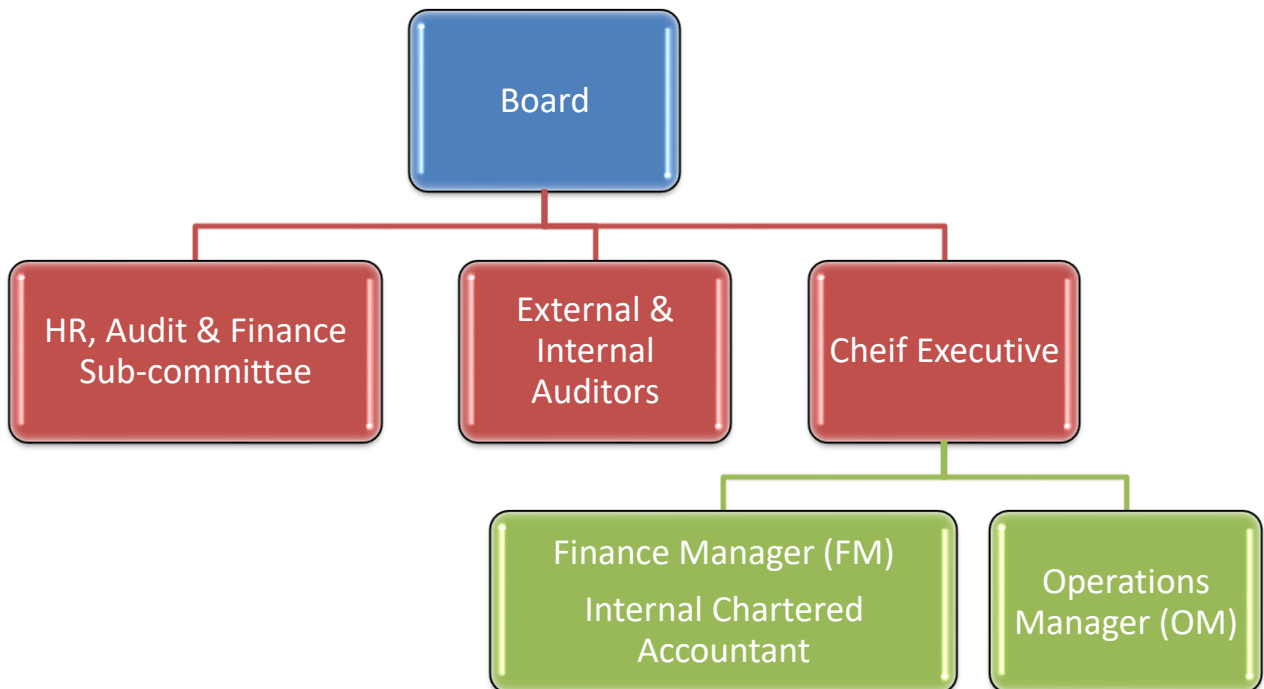 Board
HR, Audit & Finance
Sub-committee
External &
Internal
Auditors
Cheif Executive
Finance Manager (FM)
Internal Chartered
Accountant
Operations
Manager (OM)